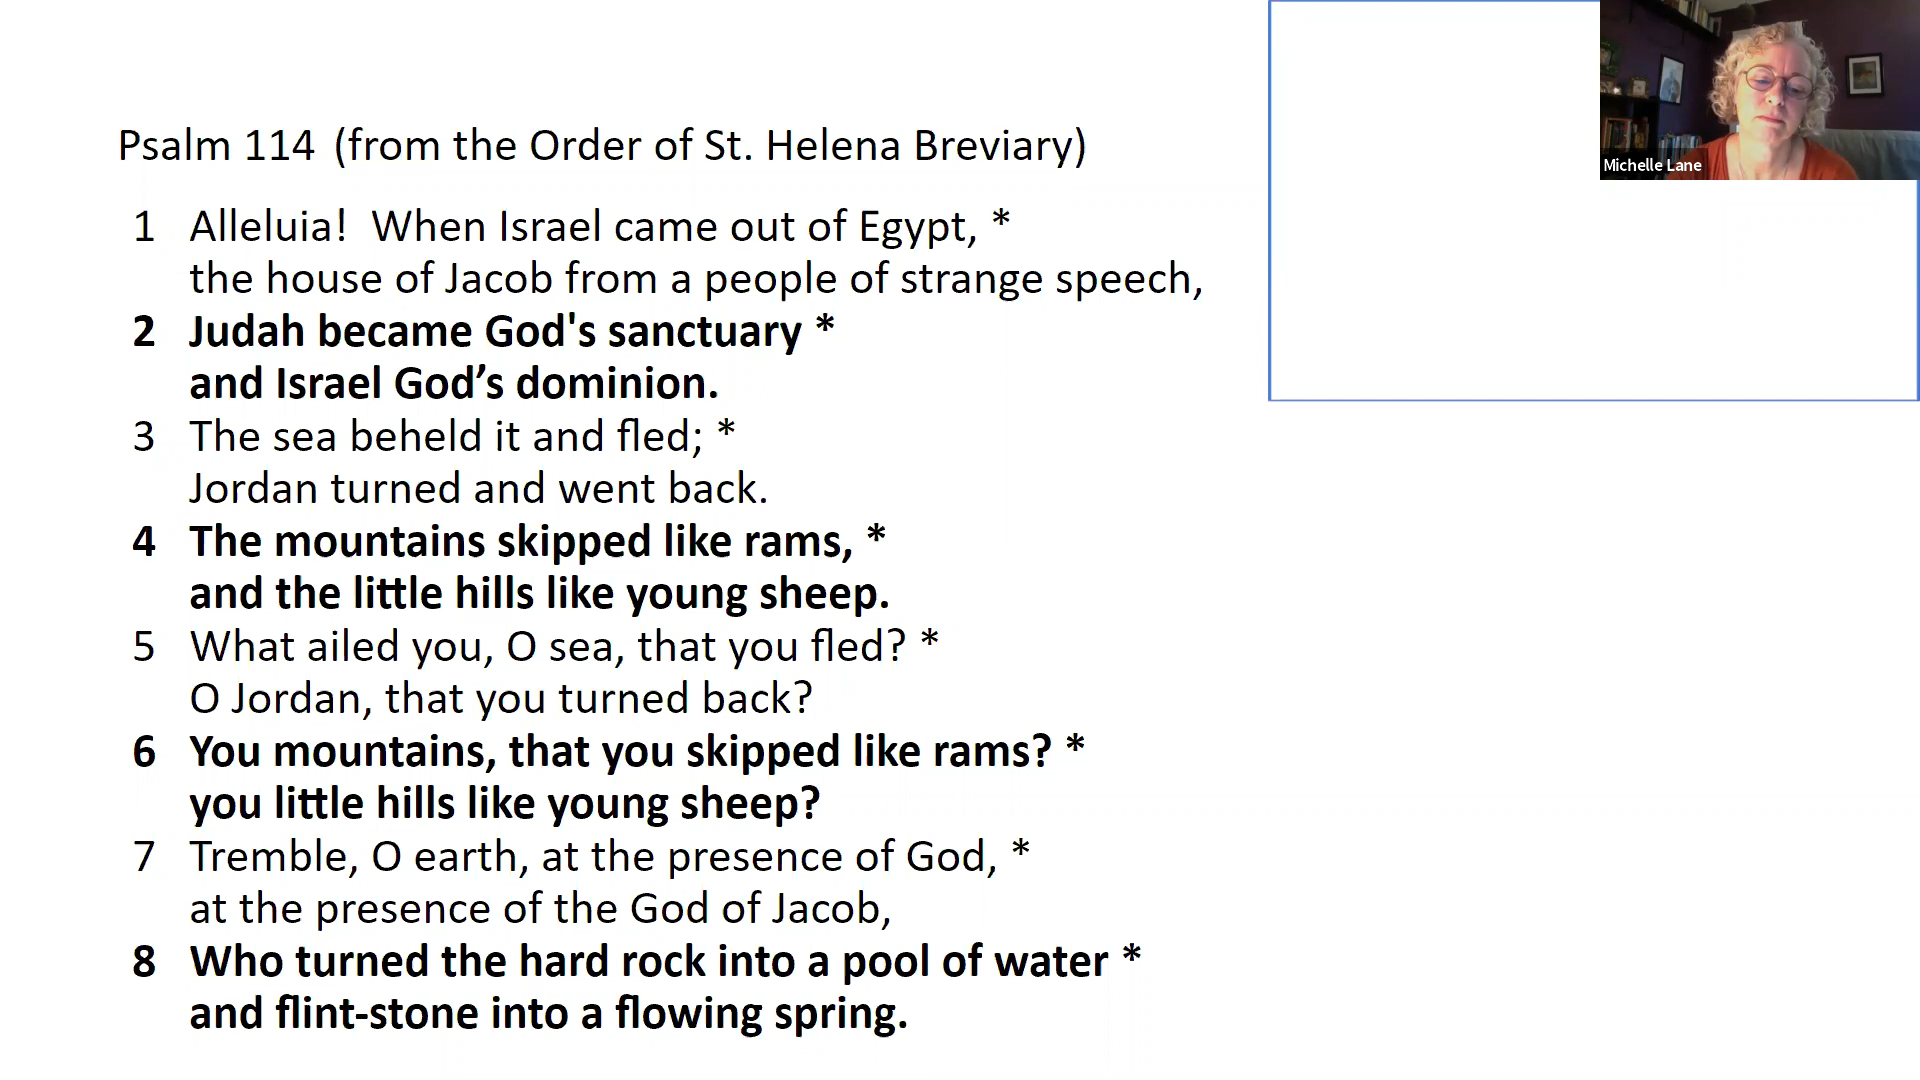 Psalm 114 (from the Order of St. Helena Breviary)
1 Alleluia! When Israel came out of Egypt, *
the house of Jacob from a people of strange speech,
2 Judah became God's sanctuary *
and Israel God’s dominion.
3 The sea beheld it and fled; *
Jordan turned and went back.
4 The mountains skipped like rams, *
and the little hills like young sheep.
5 What ailed you, O sea, that you fled? *
O Jordan, that you turned back?
6 You mountains, that you skipped like rams? *
you little hills like young sheep?
7 Tremble, O earth, at the presence of God, *
at the presence of the God of Jacob,
8 Who turned the hard rock into a pool of water *
and flint-stone into a flowing spring.
Michelle Lane